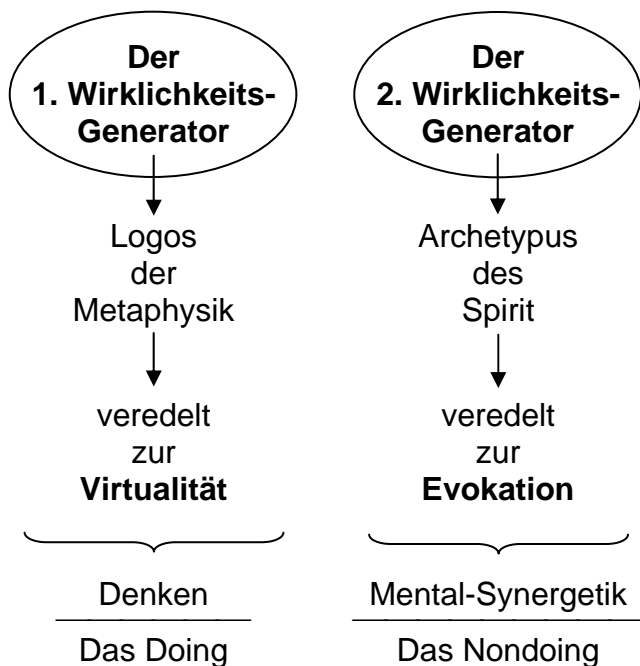 Der
1. Wirklichkeits-
Generator
Logos
der
Metaphysik
veredelt
zur
Virtualität
Denken
Das Doing
Der
2. Wirklichkeits-
Generator
Archetypus
des
Spirit
veredelt
zur
Evokation
Mental-Synergetik
Das Nondoing